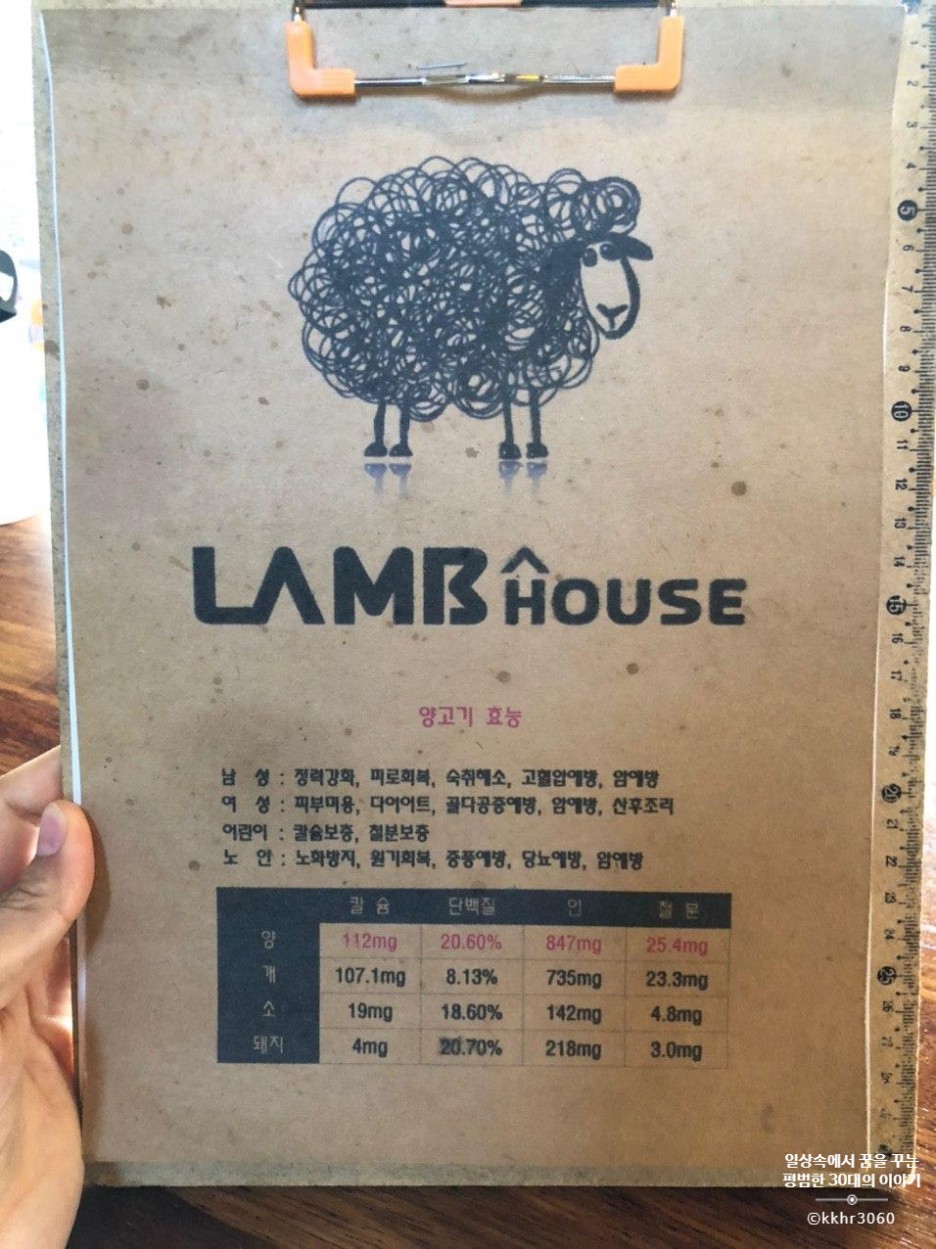 LAMB HOUSE
양고기 효능
남 성 : 정력강화, 피로회복, 숙취해소, 고혈압예방, 암예방
여 성 : 피부미용, 다이어트, 골다공증예방, 암예방, 산후조리
어린이 : 칼슘보충, 철분보충
노 안 : 노화방지, 원기회복, 중풍예방, 당뇨예방, 암예방
칼슘 단백질 인 철분
양 112mg 20.60% 847mg 25.4mg
개 107.1mg 8.13% 735mg 23.3mg
소 19mg 18.60% 142mg 4.8mg
돼지 4mg 20.70% 218mg 3.0mg
일상속에서 꿈을 꾸는
평범한 30대의 이야기
©kkhr3060